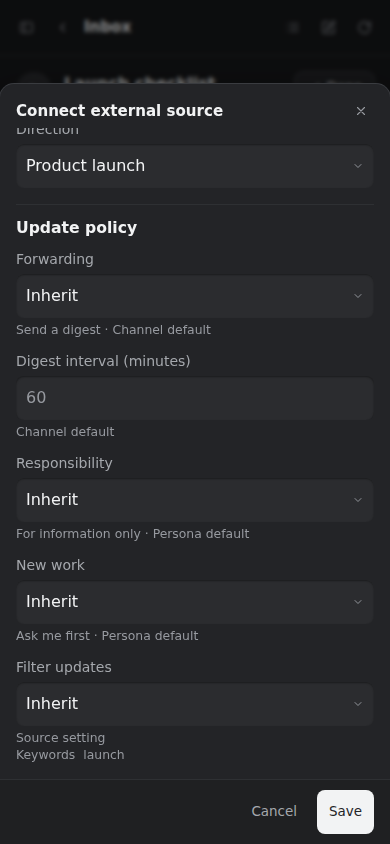 Inbox
Launch checklist
Connect external source
Direction
Product launch
Update policy
Forwarding
Inherit
Send a digest · Channel default
Digest interval (minutes)
60
Channel default
Responsibility
Inherit
For information only · Persona default
New work
Inherit
Ask me first · Persona default
Filter updates
Inherit
Source setting
Keywords launch
Cancel
Save